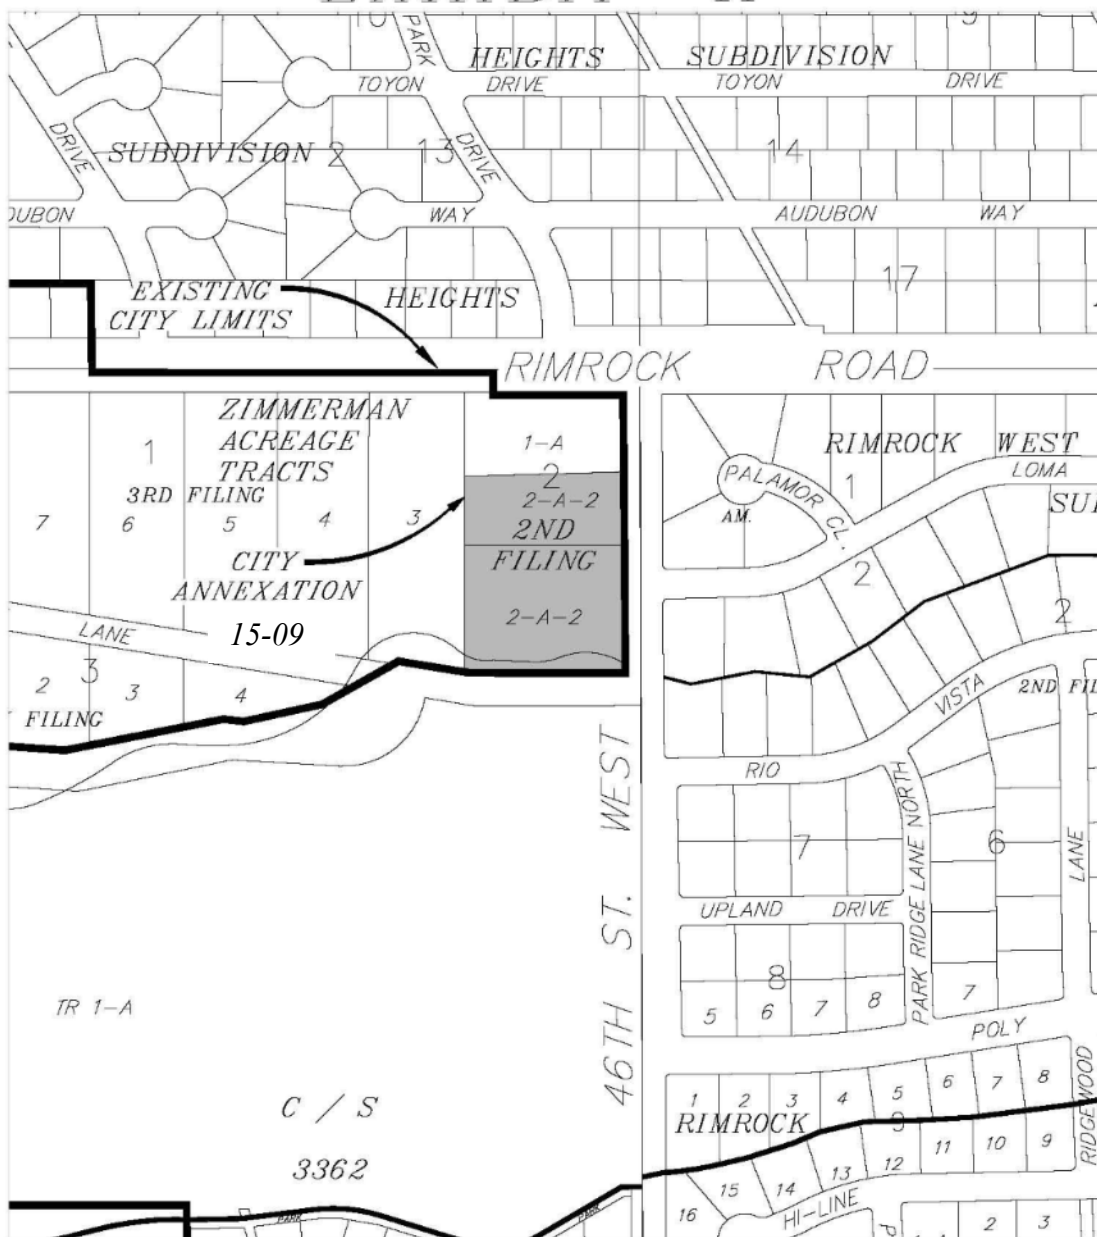 10
PARK
HEIGHTS
SUBDIVISION
9
TOYON
DRIVE
TOYON
DRIVE
DRIVE
SUBDIVISION 2
13
DRIVE
14
WAY
AUDUBON
WAY
17
EXISTING
CITY LIMITS
HEIGHTS
RIMROCK
ROAD
ZIMMERMAN
ACREAGE
TRACTS
1
3RD FILING
7
6
5
4
3
1-A
2
2-A-2
2ND
FILING
2-A-2
CITY
ANNEXATION
15-09
LANE
3
2
3
4
FILING
RIMROCK
WEST
LOMA
PALAMOR CL.
1
AM.
2
2
VISTA
2ND
RIO
46TH ST. WEST
PARK RIDGE LANE NORTH
7
6
LANE
UPLAND
DRIVE
8
5
6
7
8
7
POLY
TR 1-A
C / S
3362
1
2
3
4
5
6
7
8
RIMROCK
9
RIDGEWOOD
16
15
14
13
12
11
10
9
HI-LINE
2
3
PARK
PARK